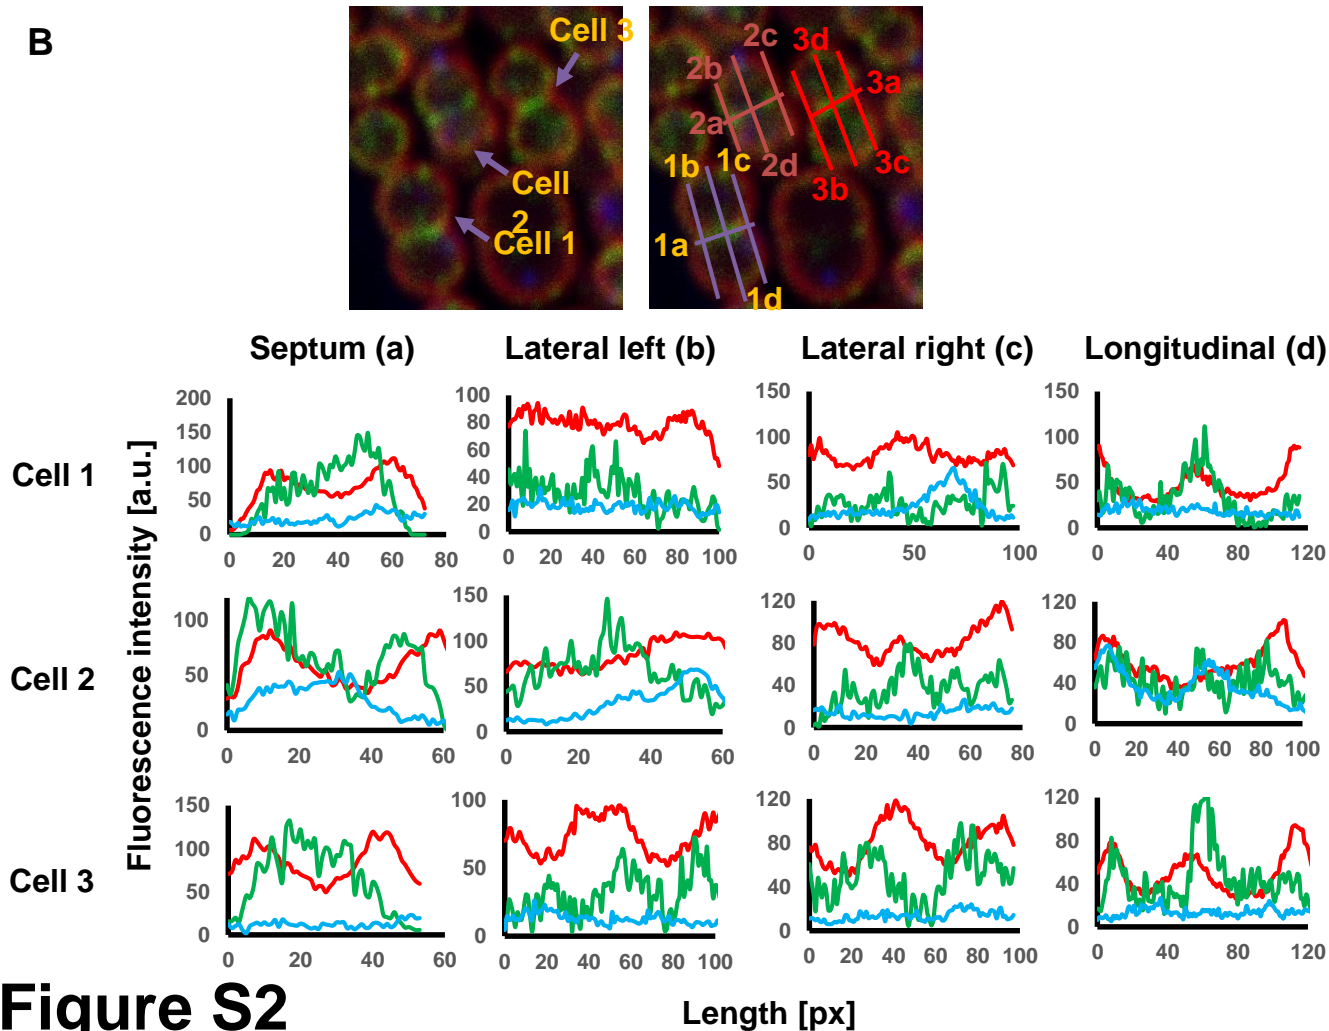 B
Cell 3
Cell
2
Cell 1
2c 3d
2b
3a
2a
1c
1b
2d
3c
3b
1a
1d
Septum (a) Lateral left (b) Lateral right (c) Longitudinal (d)
Fluorescence intensity [a.u.]
Cell 1
200
150
100
50
0
0 20 40 60 80
100
80
60
40
20
0
0 20 40 60 80 100
150
100
50
0
0 50 100
150
100
50
0
0 40 80 120
Cell 2
100
50
0
0 20 40 60
150
100
50
0
0 20 40 60
120
80
40
0
0 20 40 60 80
120
80
40
0
0 20 40 60 80 100
Cell 3
150
100
50
0
0 20 40 60
100
50
0
0 20 40 60 80 100
120
80
40
0
0 20 40 60 80 100
120
80
40
0
0 40 80 120
Figure S2
Length [px]